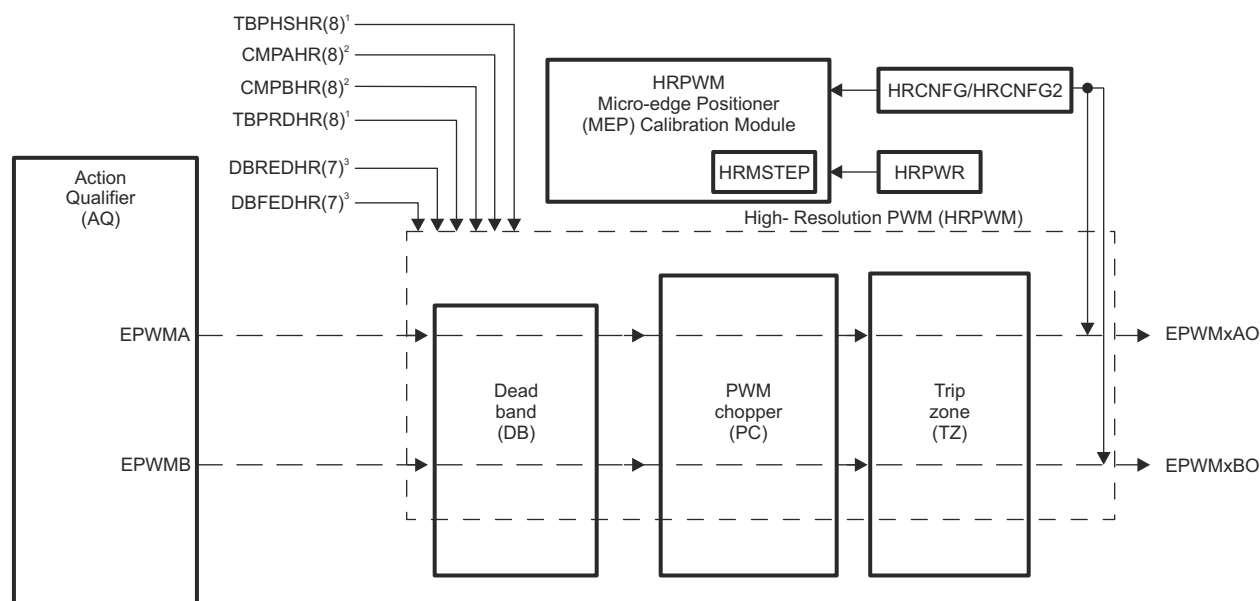 TBPHSHR(8)¹
CMPAHR(8)²
CMPBHR(8)²
TBPRDHR(8)¹
DBREDHR(7)³
DBFEDHR(7)³
HRPWM
Micro-edge Positioner
(MEP) Calibration Module
HRMSTEP
HRCNFG/HRCNFG2
HRPWR
High- Resolution PWM (HRPWM)
Action
Qualifier
(AQ)
EPWMA
EPWMB
Dead
band
(DB)
PWM
chopper
(PC)
Trip
zone
(TZ)
EPWMxAO
EPWMxBO